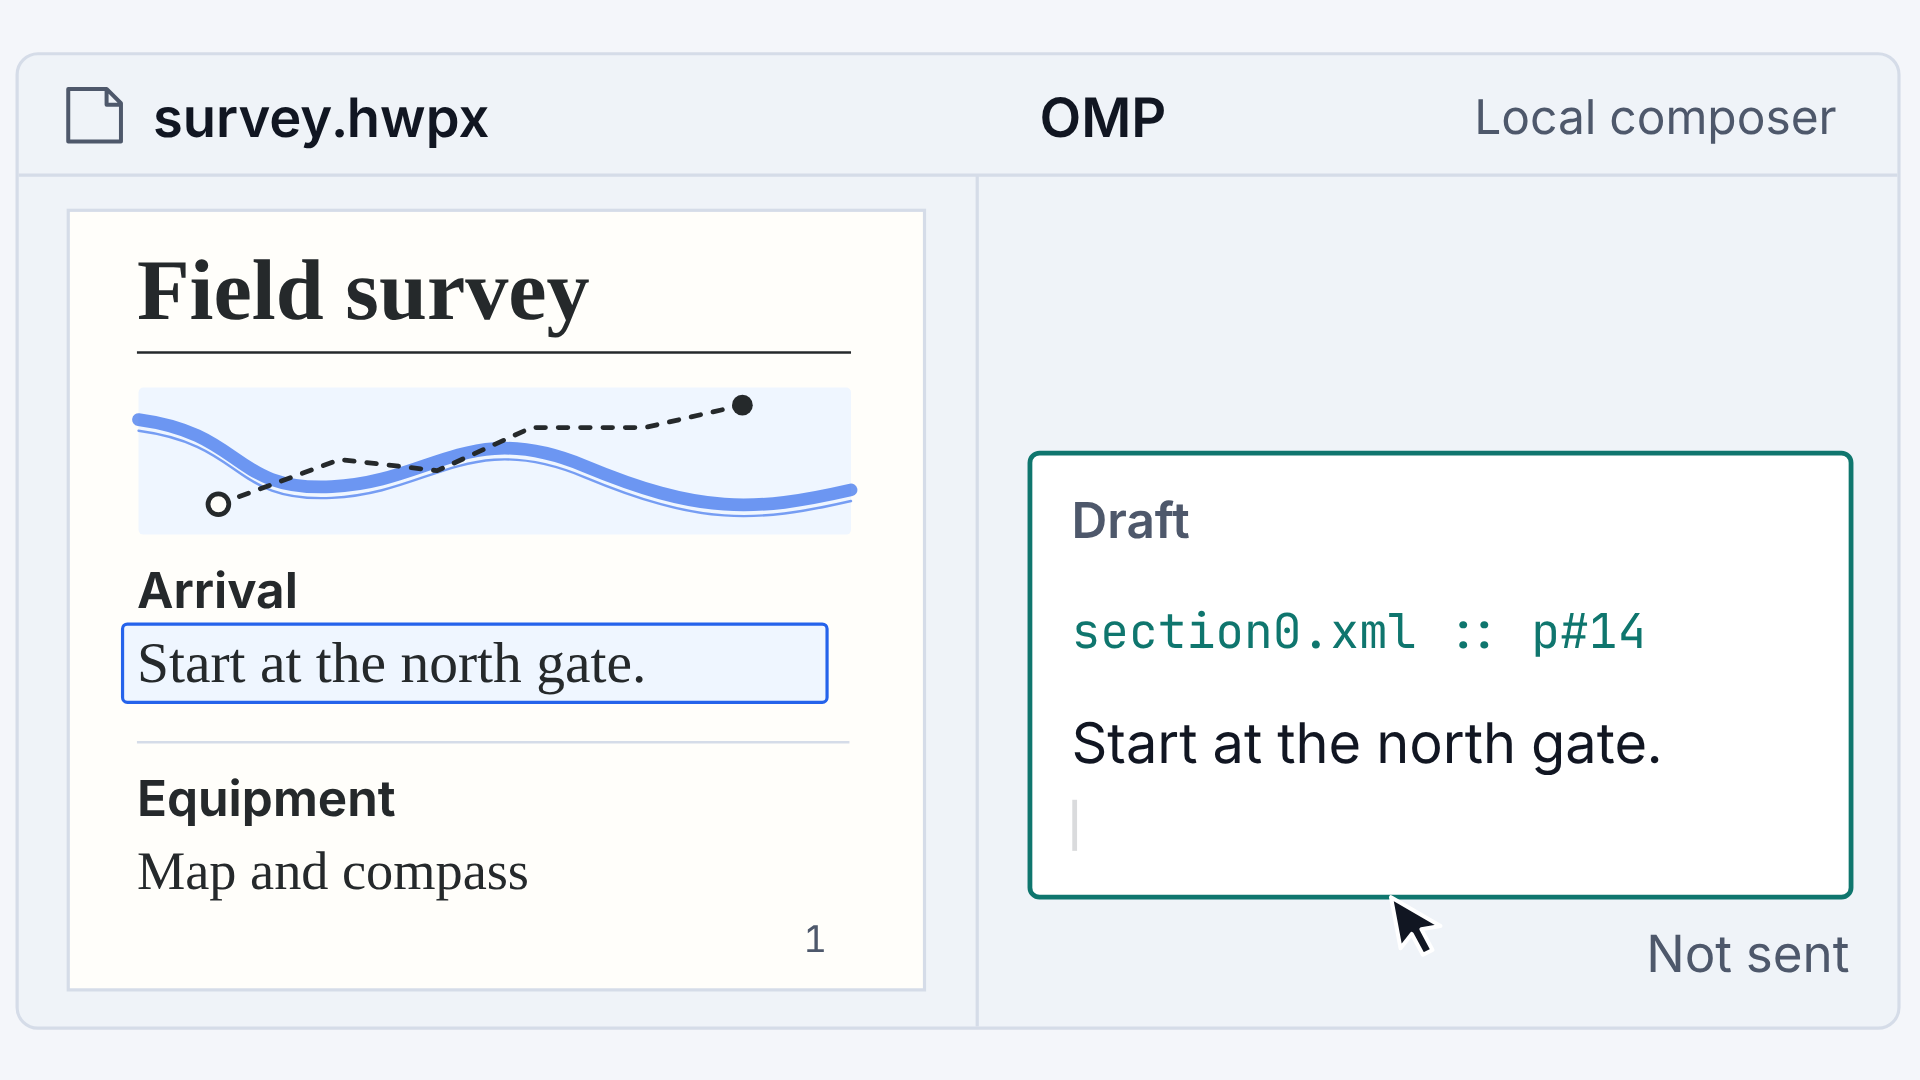 survey.hwpx
OMP
Local composer
Field survey
Arrival
Start at the north gate.
Equipment
Map and compass
1
Draft
section0.xml :: p#14
Start at the north gate.
Not sent